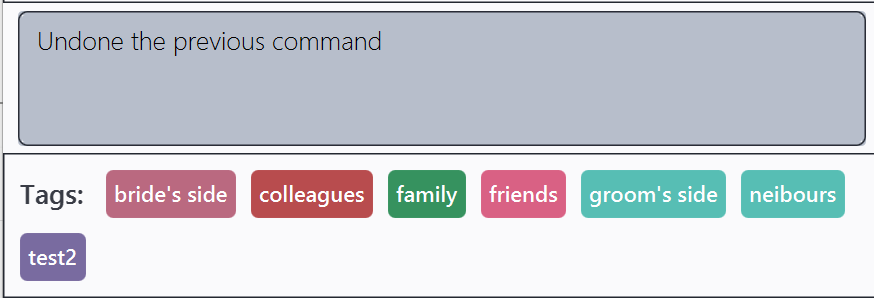 Undone the previous command
Tags: bride's side colleagues family friends groom's side neibours
test2